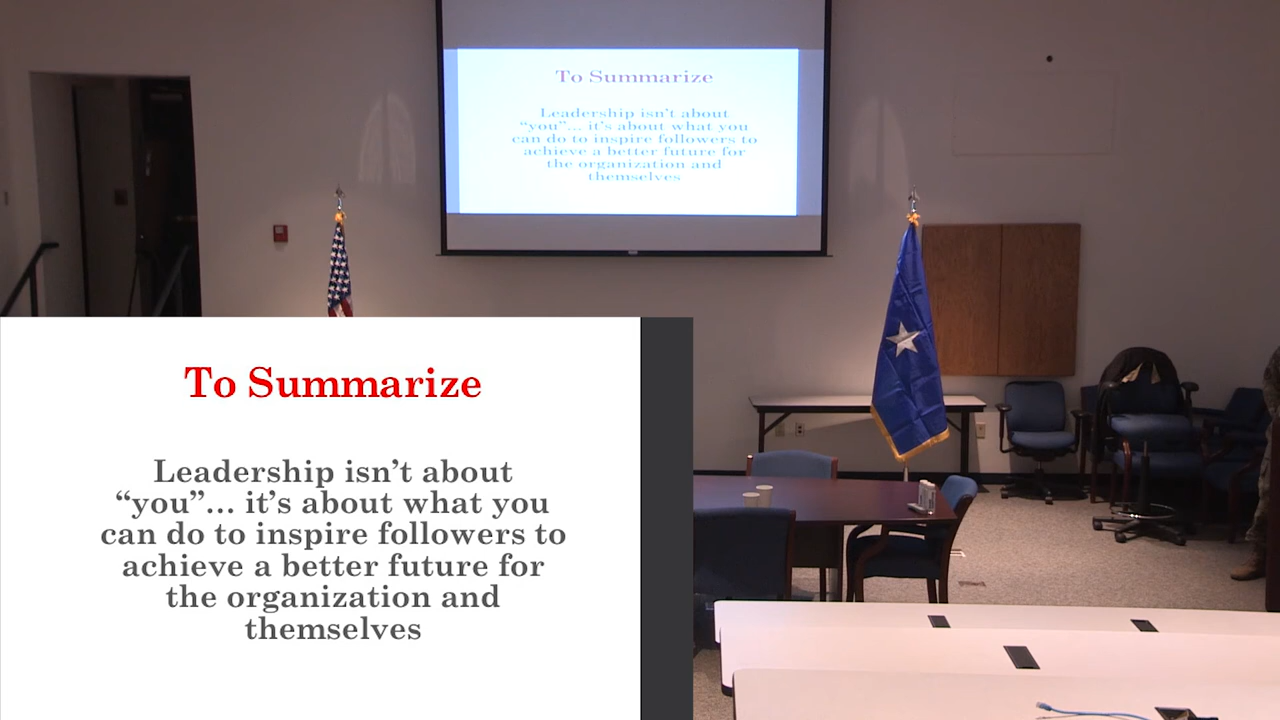 To Summarize
Leadership isn't about
“you”... it's about what you
can do to inspire followers to
achieve a better future for
the organization and
themselves
To Summarize
Leadership isn’t about
“you”... it’s about what you
can do to inspire followers to
achieve a better future for
the organization and
themselves